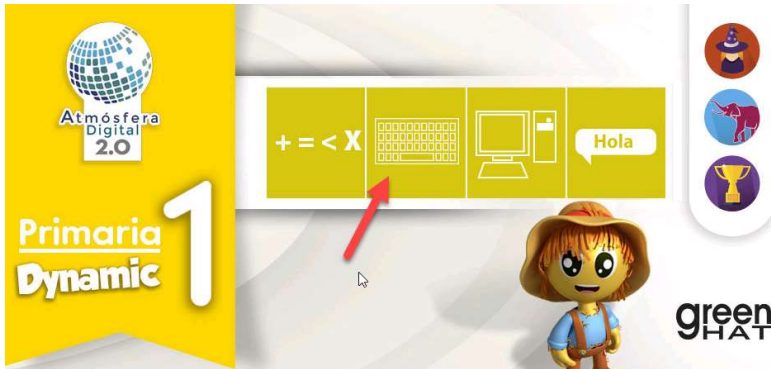 Atmósfera
Digital
2.0
Primaria
Dynamic
1
+ = < X
Hola
green
HAT